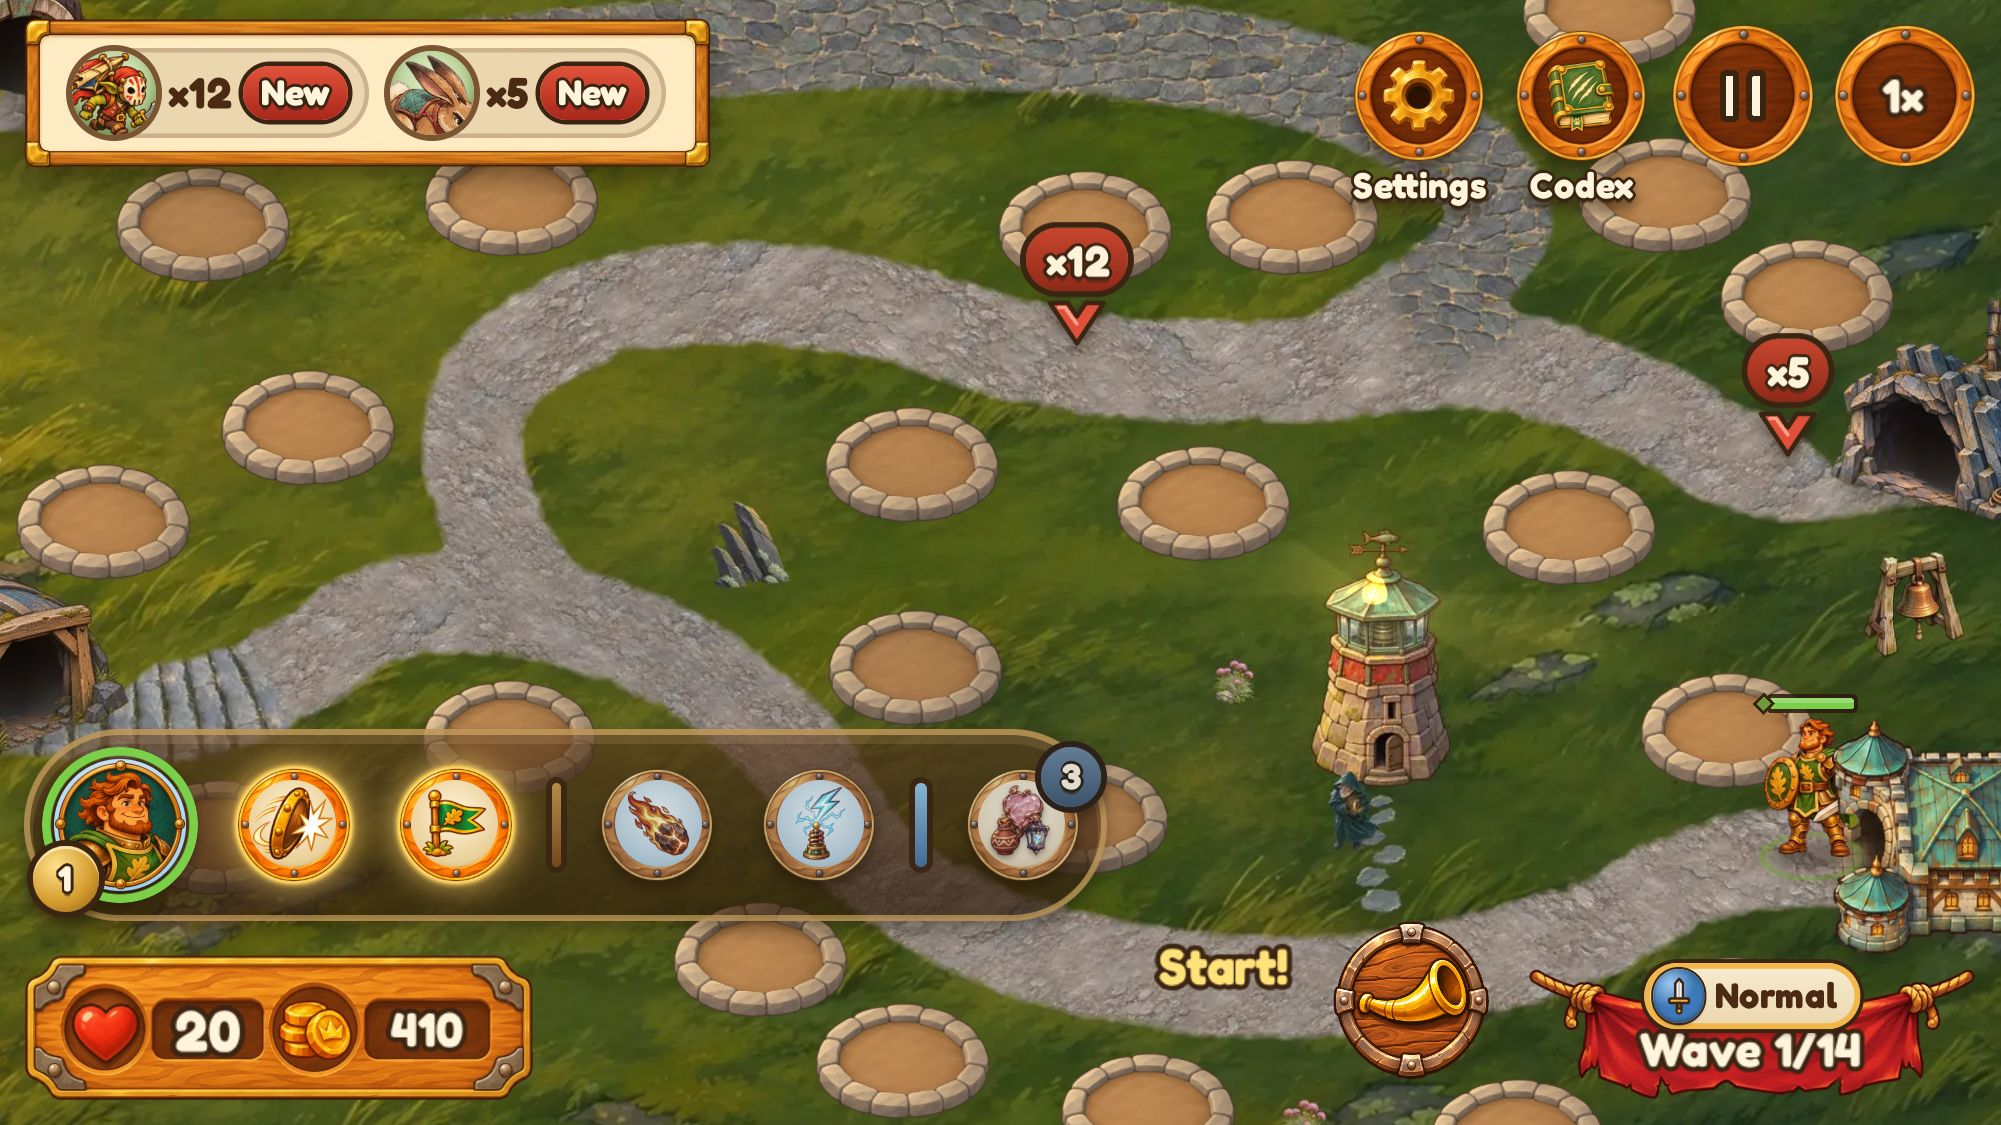 x12 New x5 New
1x
Settings Codex
x12
x5
3
1
Start!
20 410
Normal
Wave 1/14